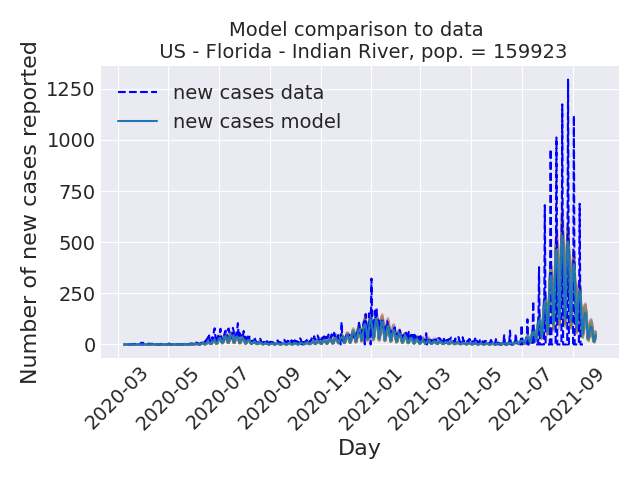 Model comparison to data
US - Florida - Indian River, pop. = 159923
Number of new cases reported
1250
1000
750
500
250
0
new cases data
new cases model
2020-03
2020-05
2020-07
2020-09
2020-11
2021-01
2021-03
2021-05
2021-07
2021-09
Day